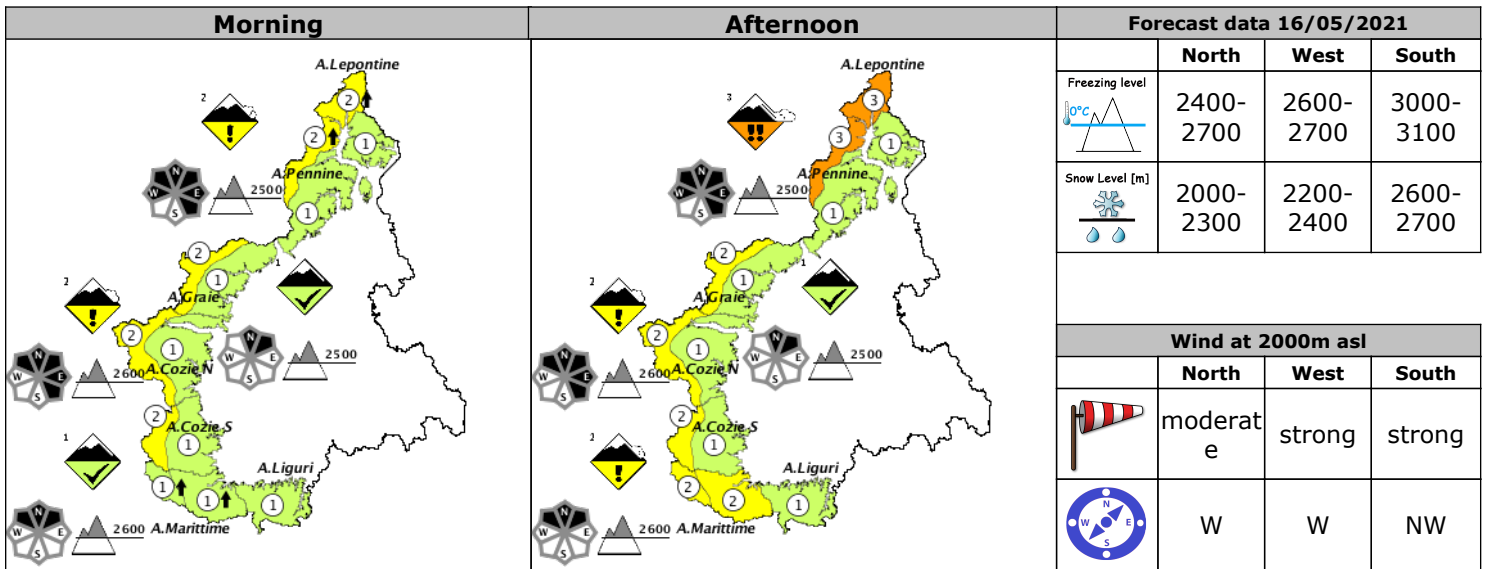 Morning
A.Lepontine
2
2
2
1
A.Pennine
N
W
E
S
2500
1
2
1
1
A.Graie
2
2
1
N
W
E
S
2600
A.Cozie N
N
W
E
S
2500
2
A.Cozie S
1
1
A.Liguri
1
1
1
N
W
E
S
2600
A.Marittime
Afternoon
A.Lepontine
3
3
3
1
A.Pennine
N
W
E
S
2500
1
2
1
1
A.Graie
2
2
1
N
W
E
S
2600
A.Cozie N
N
W
E
S
2500
2
A.Cozie S
1
2
A.Liguri
2
2
1
N
W
E
S
2600
A.Marittime
Forecast data 16/05/2021
North West South
Freezing level
0°C
2400-
2700
2600-
2700
3000-
3100
Snow Level [m]
2000-
2300
2200-
2400
2600-
2700
Wind at 2000m asl
North West South
moderat
e
strong
strong
N
W
E
S
W W NW